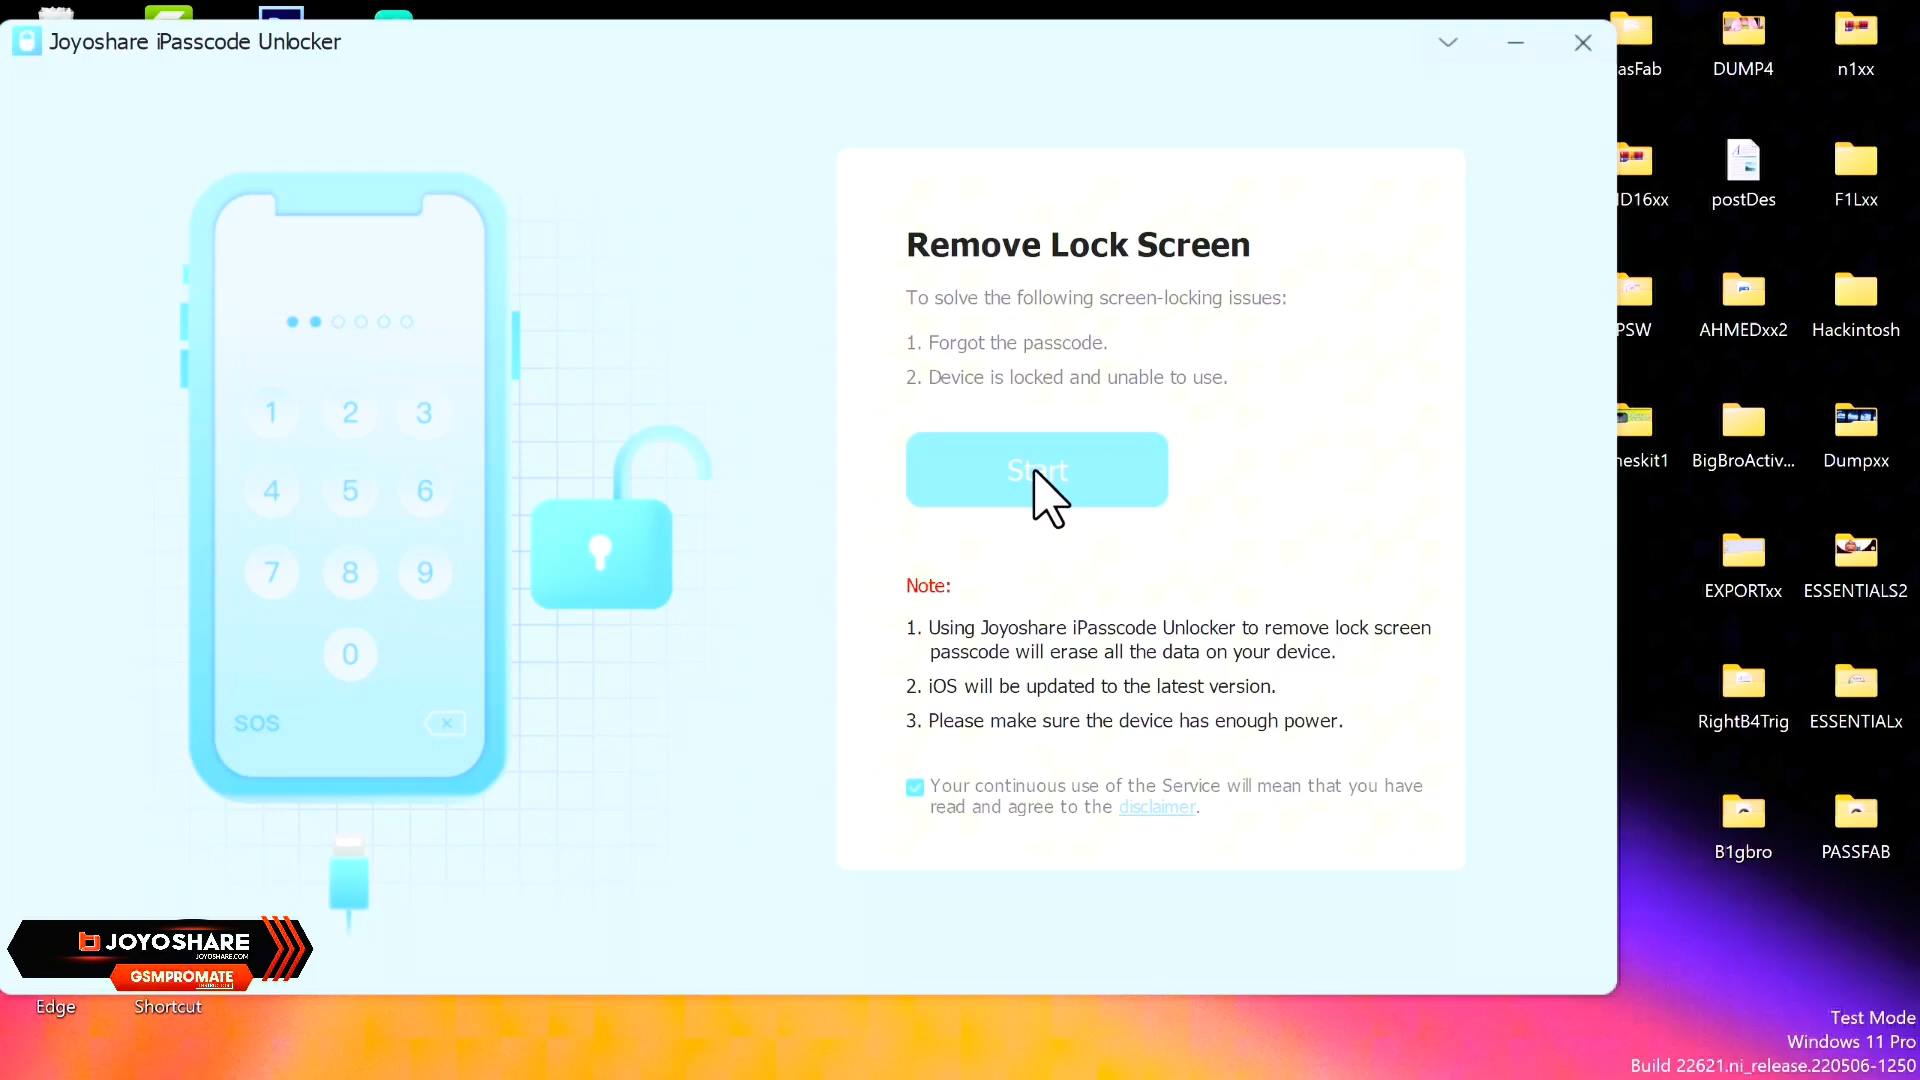 Joyoshare iPasscode Unlocker
1
2
3
4
5
6
7
8
9
0
SOS
Remove Lock Screen
To solve the following screen-locking issues:
1. Forgot the passcode.
2. Device is locked and unable to use.
Start
Note:
1. Using Joyoshare iPasscode Unlocker to remove lock screen
passcode will erase all the data on your device.
2. iOS will be updated to the latest version.
3. Please make sure the device has enough power.
Your continuous use of the Service will mean that you have
read and agree to the disclaimer.
asFab
DUMP4
n1xx
D16xx
postDes
F1Lxx
PSW
AHMEDxx2
Hackintosh
neskit1
BigBroActiv...
Dumpxx
EXPORTxx
ESSENTIALS2
RightB4Trig
ESSENTIALx
B1gbro
PASSFAB
JOYOSHARE
JOYOSHARE.COM
GSMPROMATE
Edge
Shortcut
Test Mode
Windows 11 Pro
Build 22621.ni_release.220506-1250